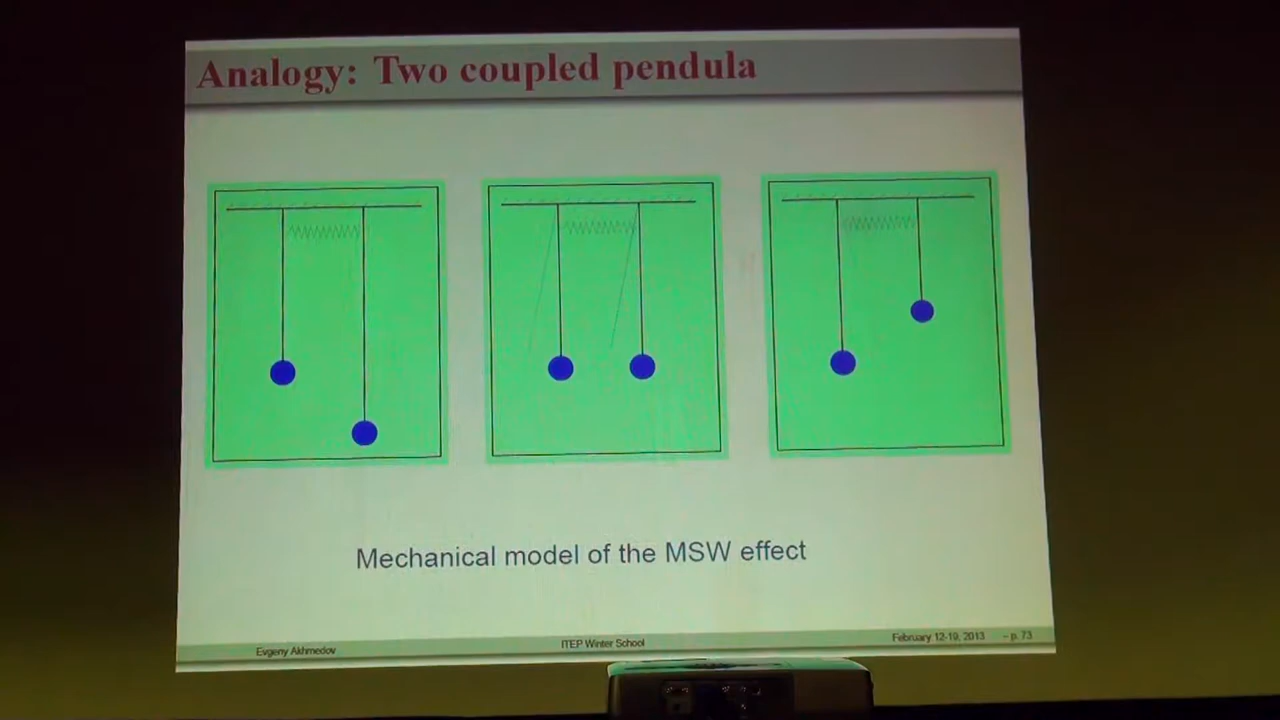 Analogy: Two coupled pendula
Mechanical model of the MSW effect
Evgeny Akhmedov
ITEP Winter School
February 12-19, 2013 – p. 73